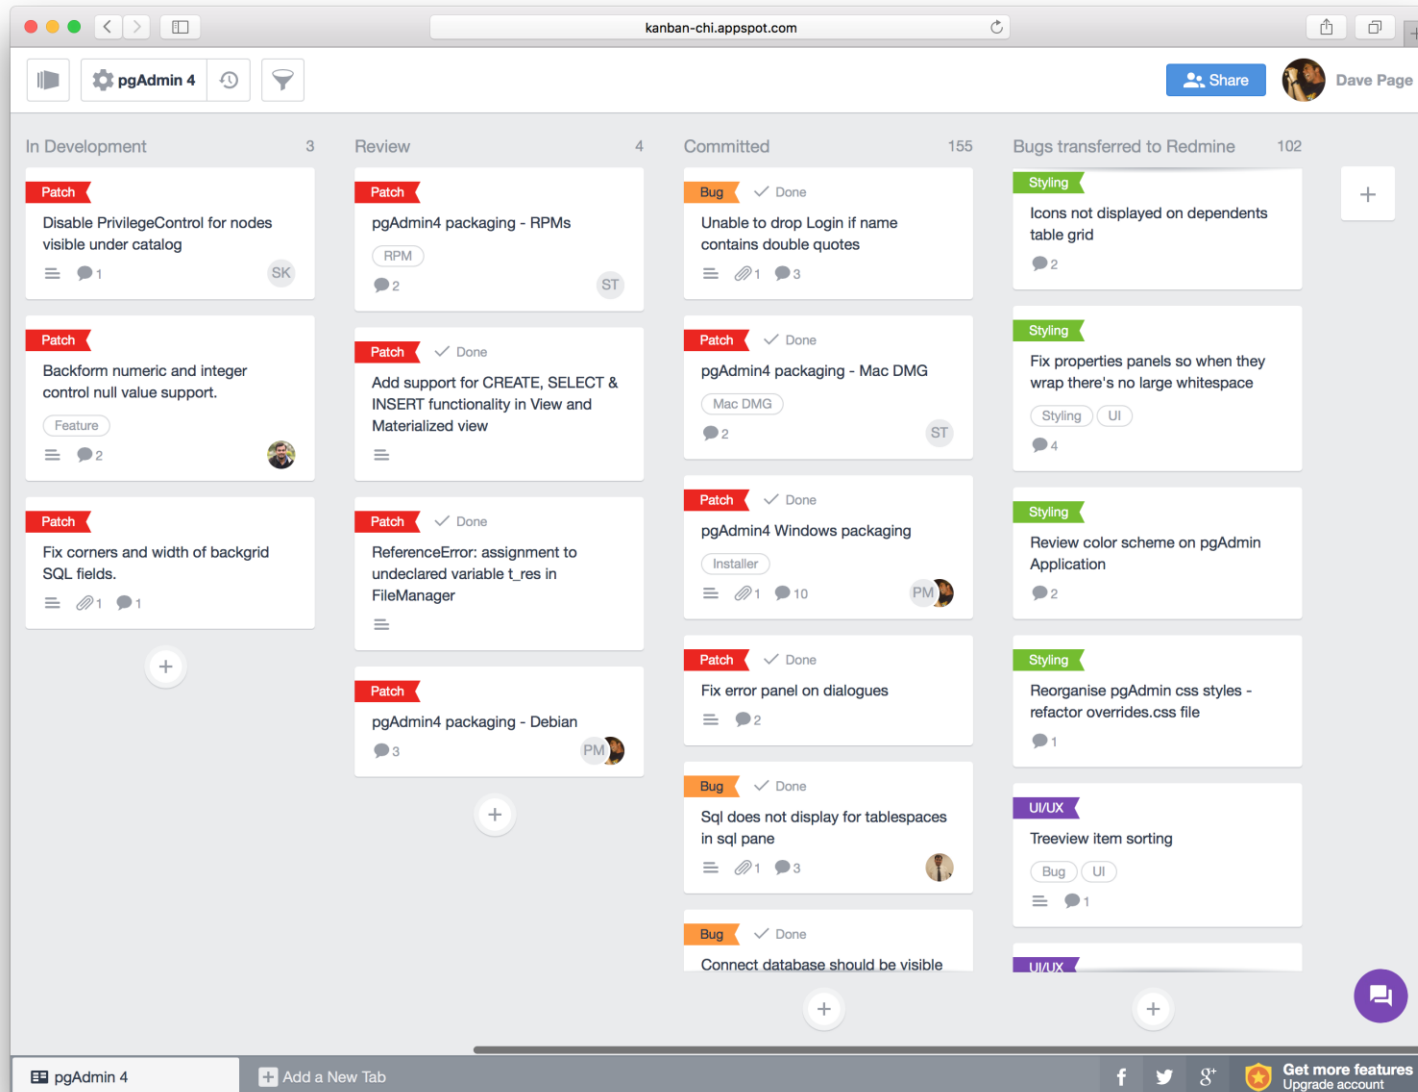 kanban-chi.appspot.com
pgAdmin 4
Share
Dave Page
In Development 3
Patch
Disable PrivilegeControl for nodes
visible under catalog
1
SK
Patch
Backform numeric and integer
control null value support.
Feature
2
Patch
Fix corners and width of backgrid
SQL fields.
1 1
Review 4
Patch
pgAdmin4 packaging - RPMs
RPM
2
ST
Patch Done
Add support for CREATE, SELECT &
INSERT functionality in View and
Materialized view
Patch Done
ReferenceError: assignment to
undeclared variable t_res in
FileManager
Patch
pgAdmin4 packaging - Debian
3
PM
Committed 155
Bug Done
Unable to drop Login if name
contains double quotes
1 3
Patch Done
pgAdmin4 packaging - Mac DMG
Mac DMG
2
ST
Patch Done
pgAdmin4 Windows packaging
Installer
1 10
PM
Patch Done
Fix error panel on dialogues
2
Bug Done
Sql does not display for tablespaces
in sql pane
1 3
Bug Done
Connect database should be visible
Bugs transferred to Redmine 102
Styling
Icons not displayed on dependents
table grid
2
Styling
Fix properties panels so when they
wrap there's no large whitespace
Styling UI
4
Styling
Review color scheme on pgAdmin
Application
2
Styling
Reorganise pgAdmin css styles -
refactor overrides.css file
1
UI/UX
Treeview item sorting
Bug UI
1
UI/UX
pgAdmin 4
Add a New Tab
Get more features
Upgrade account